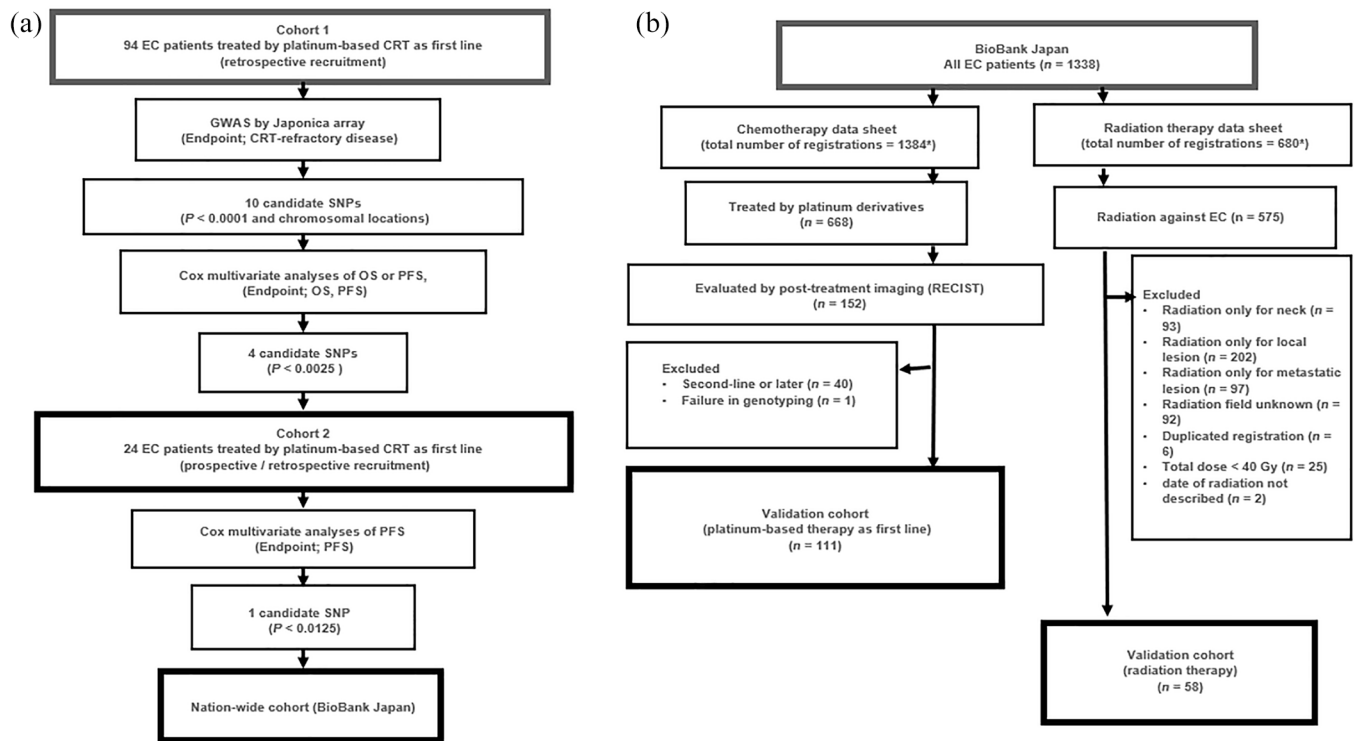 (a)
Cohort 1
94 EC patients treated by platinum-based CRT as first line
(retrospective recruitment)
GWAS by Japonica array
(Endpoint; CRT-refractory disease)
10 candidate SNPs
(P < 0.0001 and chromosomal locations)
Cox multivariate analyses of OS or PFS,
(Endpoint; OS, PFS)
4 candidate SNPs
(P < 0.0025 )
Cohort 2
24 EC patients treated by platinum-based CRT as first line
(prospective / retrospective recruitment)
Cox multivariate analyses of PFS
(Endpoint; PFS)
1 candidate SNP
(P < 0.0125)
Nation-wide cohort (BioBank Japan)
(b)
BioBank Japan
All EC patients (n = 1338)
Chemotherapy data sheet
(total number of registrations = 1384*)
Treated by platinum derivatives
(n = 668)
Evaluated by post-treatment imaging (RECIST)
(n = 152)
Excluded
• Second-line or later (n = 40)
• Failure in genotyping (n = 1)
Validation cohort
(platinum-based therapy as first line)
(n = 111)
Radiation therapy data sheet
(total number of registrations = 680*)
Radiation against EC (n = 575)
Excluded
• Radiation only for neck (n =
93)
• Radiation only for local
lesion (n = 202)
• Radiation only for metastatic
lesion (n = 97)
• Radiation field unknown (n =
92)
• Duplicated registration (n =
6)
• Total dose < 40 Gy (n = 25)
• date of radiation not
described (n = 2)
Validation cohort
(radiation therapy)
(n = 58)